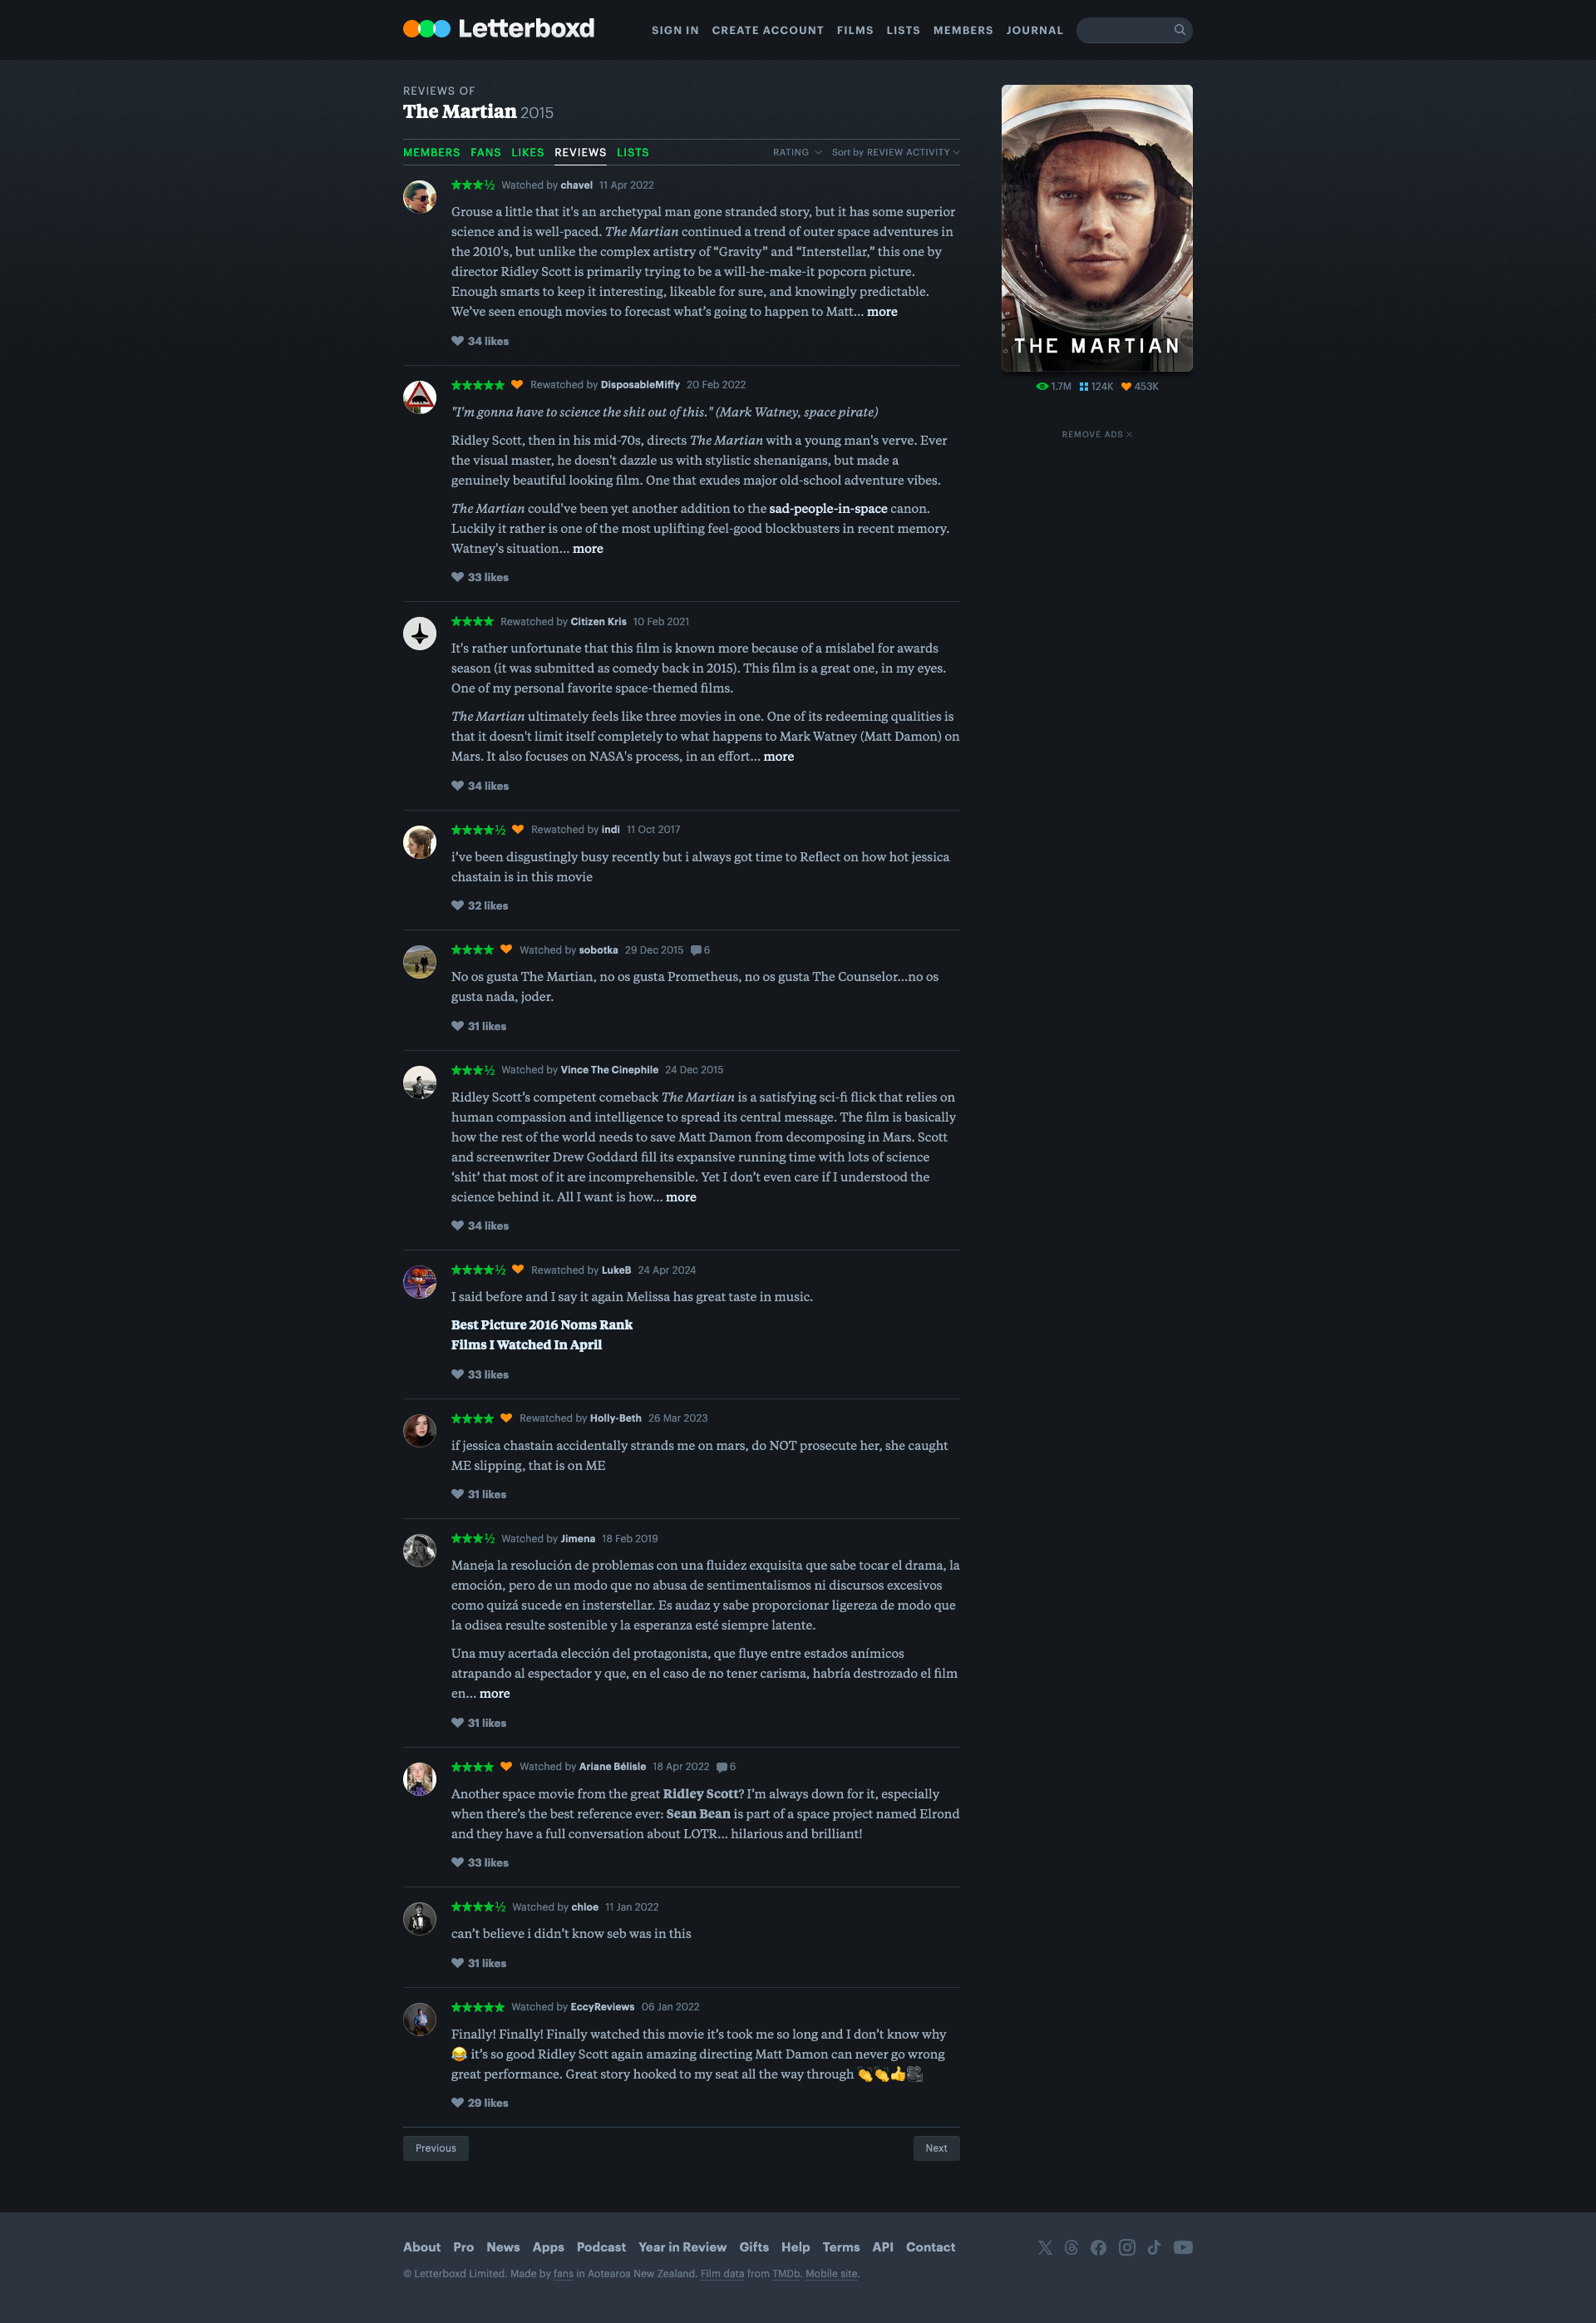 Letterboxd
SIGN IN CREATE ACCOUNT FILMS LISTS MEMBERS JOURNAL
REVIEWS OF
The Martian 2015
MEMBERS FANS LIKES REVIEWS LISTS RATING Sort by REVIEW ACTIVITY
★★★½ Watched by chavel 11 Apr 2022
Grouse a little that it's an archetypal man gone stranded story, but it has some superior
science and is well-paced. The Martian continued a trend of outer space adventures in
the 2010's, but unlike the complex artistry of “Gravity” and “Interstellar,” this one by
director Ridley Scott is primarily trying to be a will-he-make-it popcorn picture.
Enough smarts to keep it interesting, likeable for sure, and knowingly predictable.
We’ve seen enough movies to forecast what’s going to happen to Matt… more
34 likes
THE MARTIAN
1.7M 124K 453K
REMOVE ADS
★★★★★ Rewatched by DisposableMiffy 20 Feb 2022
"I'm gonna have to science the shit out of this." (Mark Watney, space pirate)
Ridley Scott, then in his mid-70s, directs The Martian with a young man's verve. Ever
the visual master, he doesn't dazzle us with stylistic shenanigans, but made a
genuinely beautiful looking film. One that exudes major old-school adventure vibes.
The Martian could've been yet another addition to the sad-people-in-space canon.
Luckily it rather is one of the most uplifting feel-good blockbusters in recent memory.
Watney's situation… more
33 likes
★★★★ Rewatched by Citizen Kris 10 Feb 2021
It's rather unfortunate that this film is known more because of a mislabel for awards
season (it was submitted as comedy back in 2015). This film is a great one, in my eyes.
One of my personal favorite space-themed films.
The Martian ultimately feels like three movies in one. One of its redeeming qualities is
that it doesn't limit itself completely to what happens to Mark Watney (Matt Damon) on
Mars. It also focuses on NASA's process, in an effort… more
34 likes
★★★★½ Rewatched by indi 11 Oct 2017
i’ve been disgustingly busy recently but i always got time to Reflect on how hot jessica
chastain is in this movie
32 likes
★★★★ Watched by sobotka 29 Dec 2015 6
No os gusta The Martian, no os gusta Prometheus, no os gusta The Counselor...no os
gusta nada, joder.
31 likes
★★★½ Watched by Vince The Cinephile 24 Dec 2015
Ridley Scott’s competent comeback The Martian is a satisfying sci-fi flick that relies on
human compassion and intelligence to spread its central message. The film is basically
how the rest of the world needs to save Matt Damon from decomposing in Mars. Scott
and screenwriter Drew Goddard fill its expansive running time with lots of science
‘shit’ that most of it are incomprehensible. Yet I don’t even care if I understood the
science behind it. All I want is how… more
34 likes
★★★★½ Rewatched by LukeB 24 Apr 2024
I said before and I say it again Melissa has great taste in music.
Best Picture 2016 Noms Rank
Films I Watched In April
33 likes
★★★★ Rewatched by Holly-Beth 26 Mar 2023
if jessica chastain accidentally strands me on mars, do NOT prosecute her, she caught
ME slipping, that is on ME
31 likes
★★★½ Watched by Jimena 18 Feb 2019
Maneja la resolución de problemas con una fluidez exquisita que sabe tocar el drama, la
emoción, pero de un modo que no abusa de sentimentalismos ni discursos excesivos
como quizá sucede en insterstellar. Es audaz y sabe proporcionar ligereza de modo que
la odisea resulte sostenible y la esperanza esté siempre latente.
Una muy acertada elección del protagonista, que fluye entre estados anímicos
atrapando al espectador y que, en el caso de no tener carisma, habría destrozado el film
en… more
31 likes
★★★★ Watched by Ariane Bélisle 18 Apr 2022 6
Another space movie from the great Ridley Scott? I’m always down for it, especially
when there’s the best reference ever: Sean Bean is part of a space project named Elrond
and they have a full conversation about LOTR... hilarious and brilliant!
33 likes
★★★★½ Watched by chloe 11 Jan 2022
can’t believe i didn’t know seb was in this
31 likes
★★★★★ Watched by EccyReviews 06 Jan 2022
Finally! Finally! Finally watched this movie it’s took me so long and I don’t know why
😂 it’s so good Ridley Scott again amazing directing Matt Damon can never go wrong
great performance. Great story hooked to my seat all the way through 👏👏👍🎥
29 likes
Previous Next
About Pro News Apps Podcast Year in Review Gifts Help Terms API Contact
© Letterboxd Limited. Made by fans in Aotearoa New Zealand. Film data from TMDb. Mobile site.